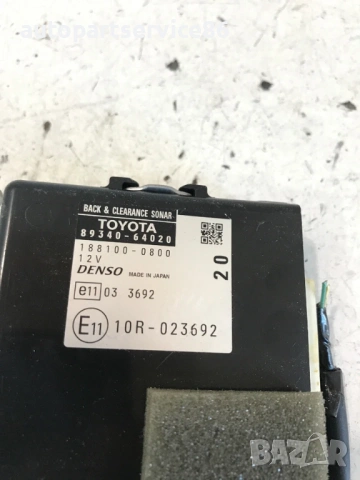 autopartservice86
BACK & CLEARANCE SONAR
TOYOTA
89340-64020
188100-0800
12V
DENSO MADE IN JAPAN
20
e11 03 3692
E11 10R-023692
BAZAR